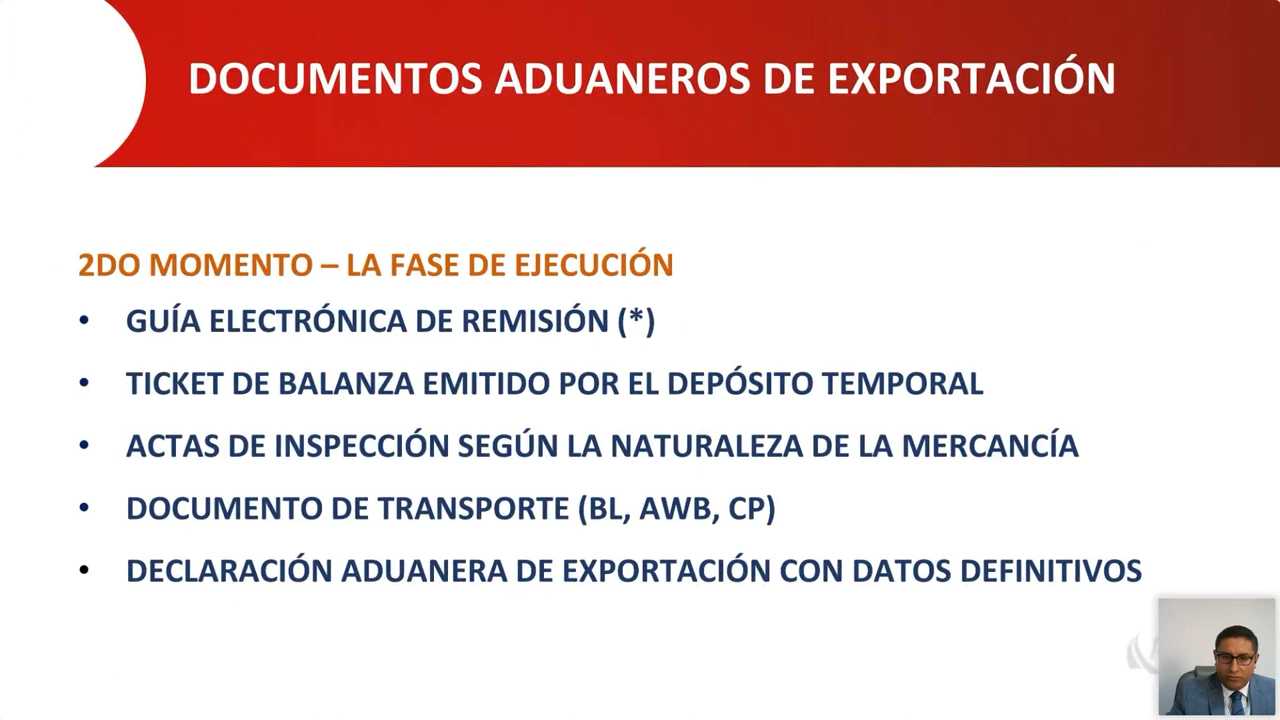 DOCUMENTOS ADUANEROS DE EXPORTACIÓN
2DO MOMENTO – LA FASE DE EJECUCIÓN
• GUÍA ELECTRÓNICA DE REMISIÓN (*)
• TICKET DE BALANZA EMITIDO POR EL DEPÓSITO TEMPORAL
• ACTAS DE INSPECCIÓN SEGÚN LA NATURALEZA DE LA MERCANCÍA
• DOCUMENTO DE TRANSPORTE (BL, AWB, CP)
• DECLARACIÓN ADUANERA DE EXPORTACIÓN CON DATOS DEFINITIVOS